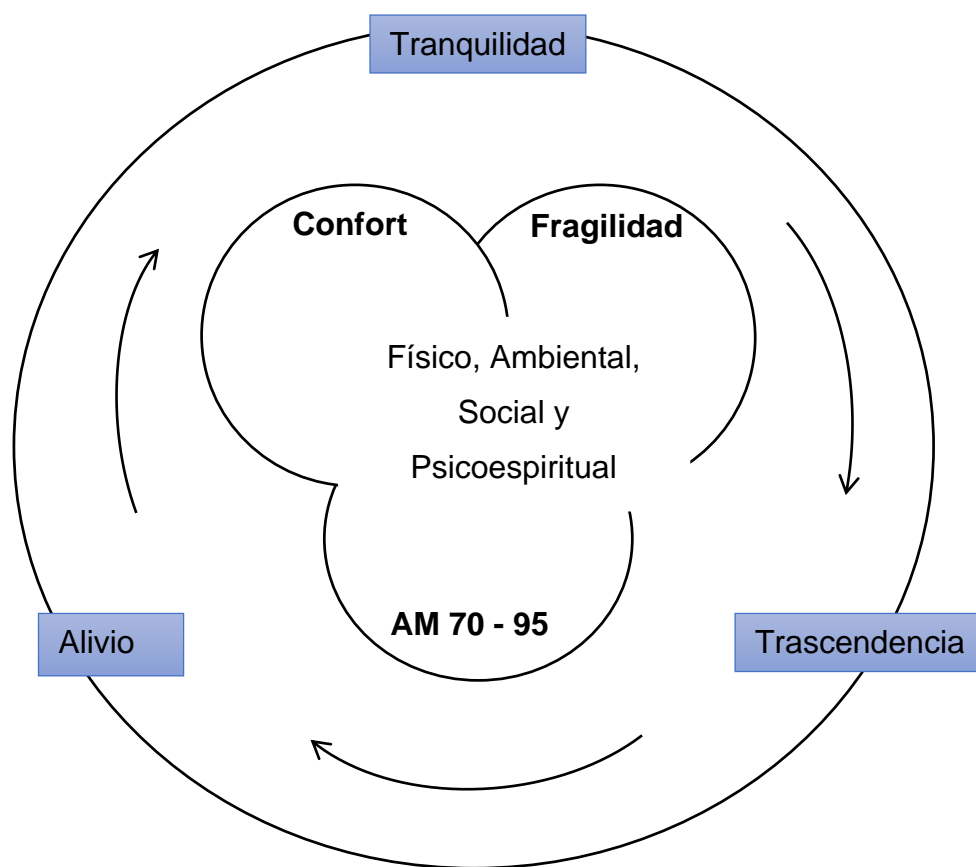 Tranquilidad
Confort
Fragilidad
Físico, Ambiental,
Social y
Psicoespiritual
AM 70 - 95
Alivio
Trascendencia